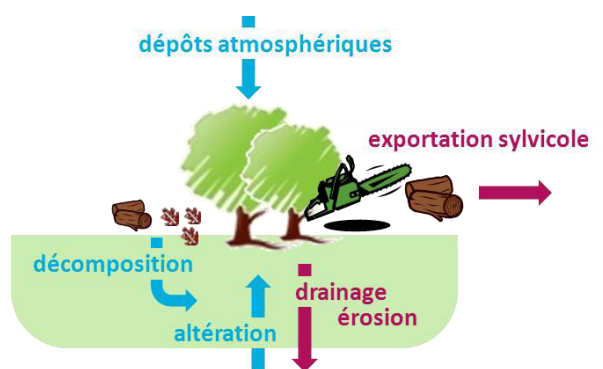 dépôts atmosphériques
exportation sylvicole
décomposition
drainage
érosion
altération